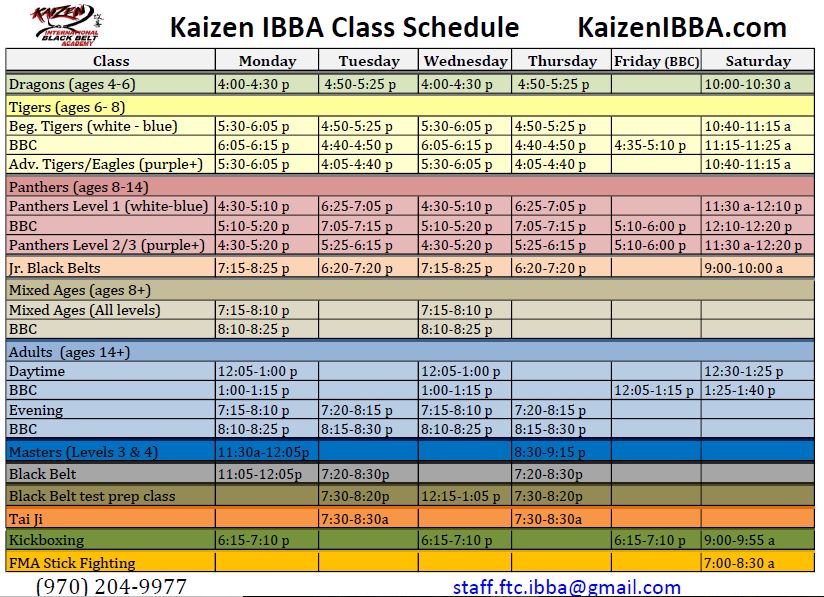 KAIZEN
INTERNATIONAL
BLACK BELT
ACADEMY
Kaizen IBBA Class Schedule KaizenIBBA.com
Class Monday Tuesday Wednesday Thursday Friday (BBC) Saturday
Dragons (ages 4-6) 4:00-4:30 p 4:50-5:25 p 4:00-4:30 p 4:50-5:25 p 10:00-10:30 a
Tigers (ages 6- 8)
Beg. Tigers (white - blue) 5:30-6:05 p 4:50-5:25 p 5:30-6:05 p 4:50-5:25 p 10:40-11:15 a
BBC 6:05-6:15 p 4:40-4:50 p 6:05-6:15 p 4:40-4:50 p 4:35-5:10 p 11:15-11:25 a
Adv. Tigers/Eagles (purple+) 5:30-6:05 p 4:05-4:40 p 5:30-6:05 p 4:05-4:40 p 10:40-11:15 a
Panthers (ages 8-14)
Panthers Level 1 (white-blue) 4:30-5:10 p 6:25-7:05 p 4:30-5:10 p 6:25-7:05 p 11:30 a-12:10 p
BBC 5:10-5:20 p 7:05-7:15 p 5:10-5:20 p 7:05-7:15 p 5:10-6:00 p 12:10-12:20 p
Panthers Level 2/3 (purple+) 4:30-5:20 p 5:25-6:15 p 4:30-5:20 p 5:25-6:15 p 5:10-6:00 p 11:30 a-12:20 p
Jr. Black Belts 7:15-8:25 p 6:20-7:20 p 7:15-8:25 p 6:20-7:20 p 9:00-10:00 a
Mixed Ages (ages 8+)
Mixed Ages (All levels) 7:15-8:10 p 7:15-8:10 p
BBC 8:10-8:25 p 8:10-8:25 p
Adults (ages 14+)
Daytime 12:05-1:00 p 12:05-1:00 p 12:30-1:25 p
BBC 1:00-1:15 p 1:00-1:15 p 12:05-1:15 p 1:25-1:40 p
Evening 7:15-8:10 p 7:20-8:15 p 7:15-8:10 p 7:20-8:15 p
BBC 8:10-8:25 p 8:15-8:30 p 8:10-8:25 p 8:15-8:30 p
Masters (Levels 3 & 4) 11:30a-12:05p 8:30-9:15 p
Black Belt 11:05-12:05p 7:20-8:30p 7:20-8:30p
Black Belt test prep class 7:30-8:20p 12:15-1:05 p 7:30-8:20p
Tai Ji 7:30-8:30a 7:30-8:30a
Kickboxing 6:15-7:10 p 6:15-7:10 p 6:15-7:10 p 9:00-9:55 a
FMA Stick Fighting 7:00-8:30 a
(970) 204-9977 staff.ftc.ibba@gmail.com